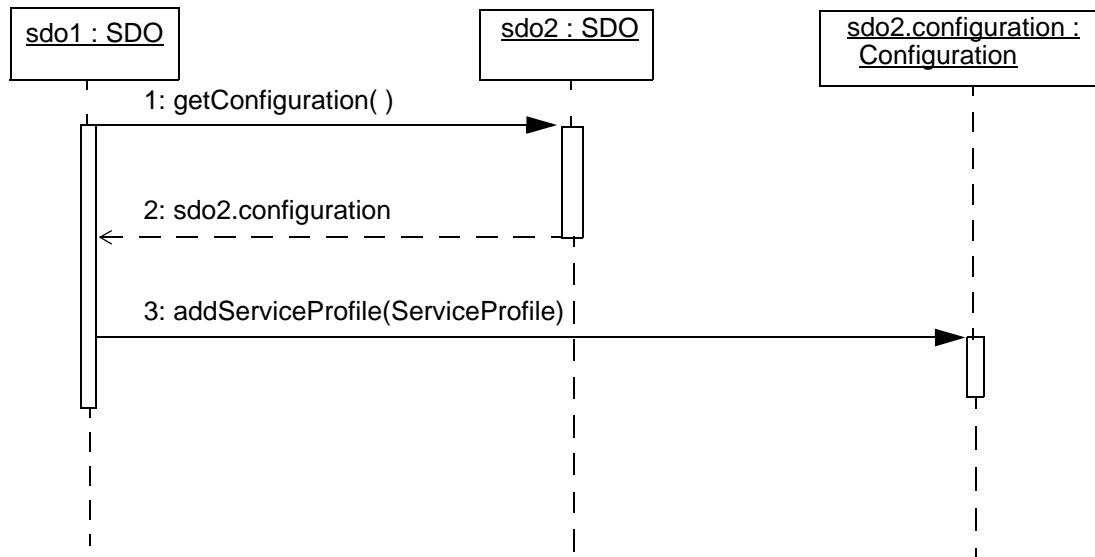 sdo1 : SDO
sdo2 : SDO
sdo2.configuration :
Configuration
1: getConfiguration( )
2: sdo2.configuration
3: addServiceProfile(ServiceProfile)